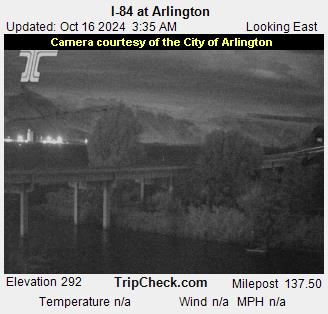 I-84 at Arlington
Updated: Oct 16 2024 3:35 AM Looking East
Camera courtesy of the City of Arlington
Elevation 292 TripCheck.com Milepost 137.50
Temperature n/a Wind n/a MPH n/a